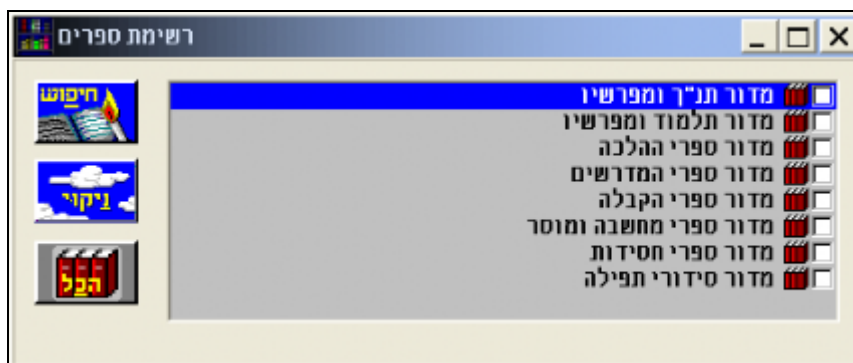 רשימת ספרים
חיפוש
ניקוי
הכל
מדור תנ"ך ומפרשיו
מדור תלמוד ומפרשיו
מדור ספרי ההלכה
מדור ספרי המדרשים
מדור ספרי הקבלה
מדור ספרי מחשבה ומוסר
מדור ספרי חסידות
מדור סידורי תפילה